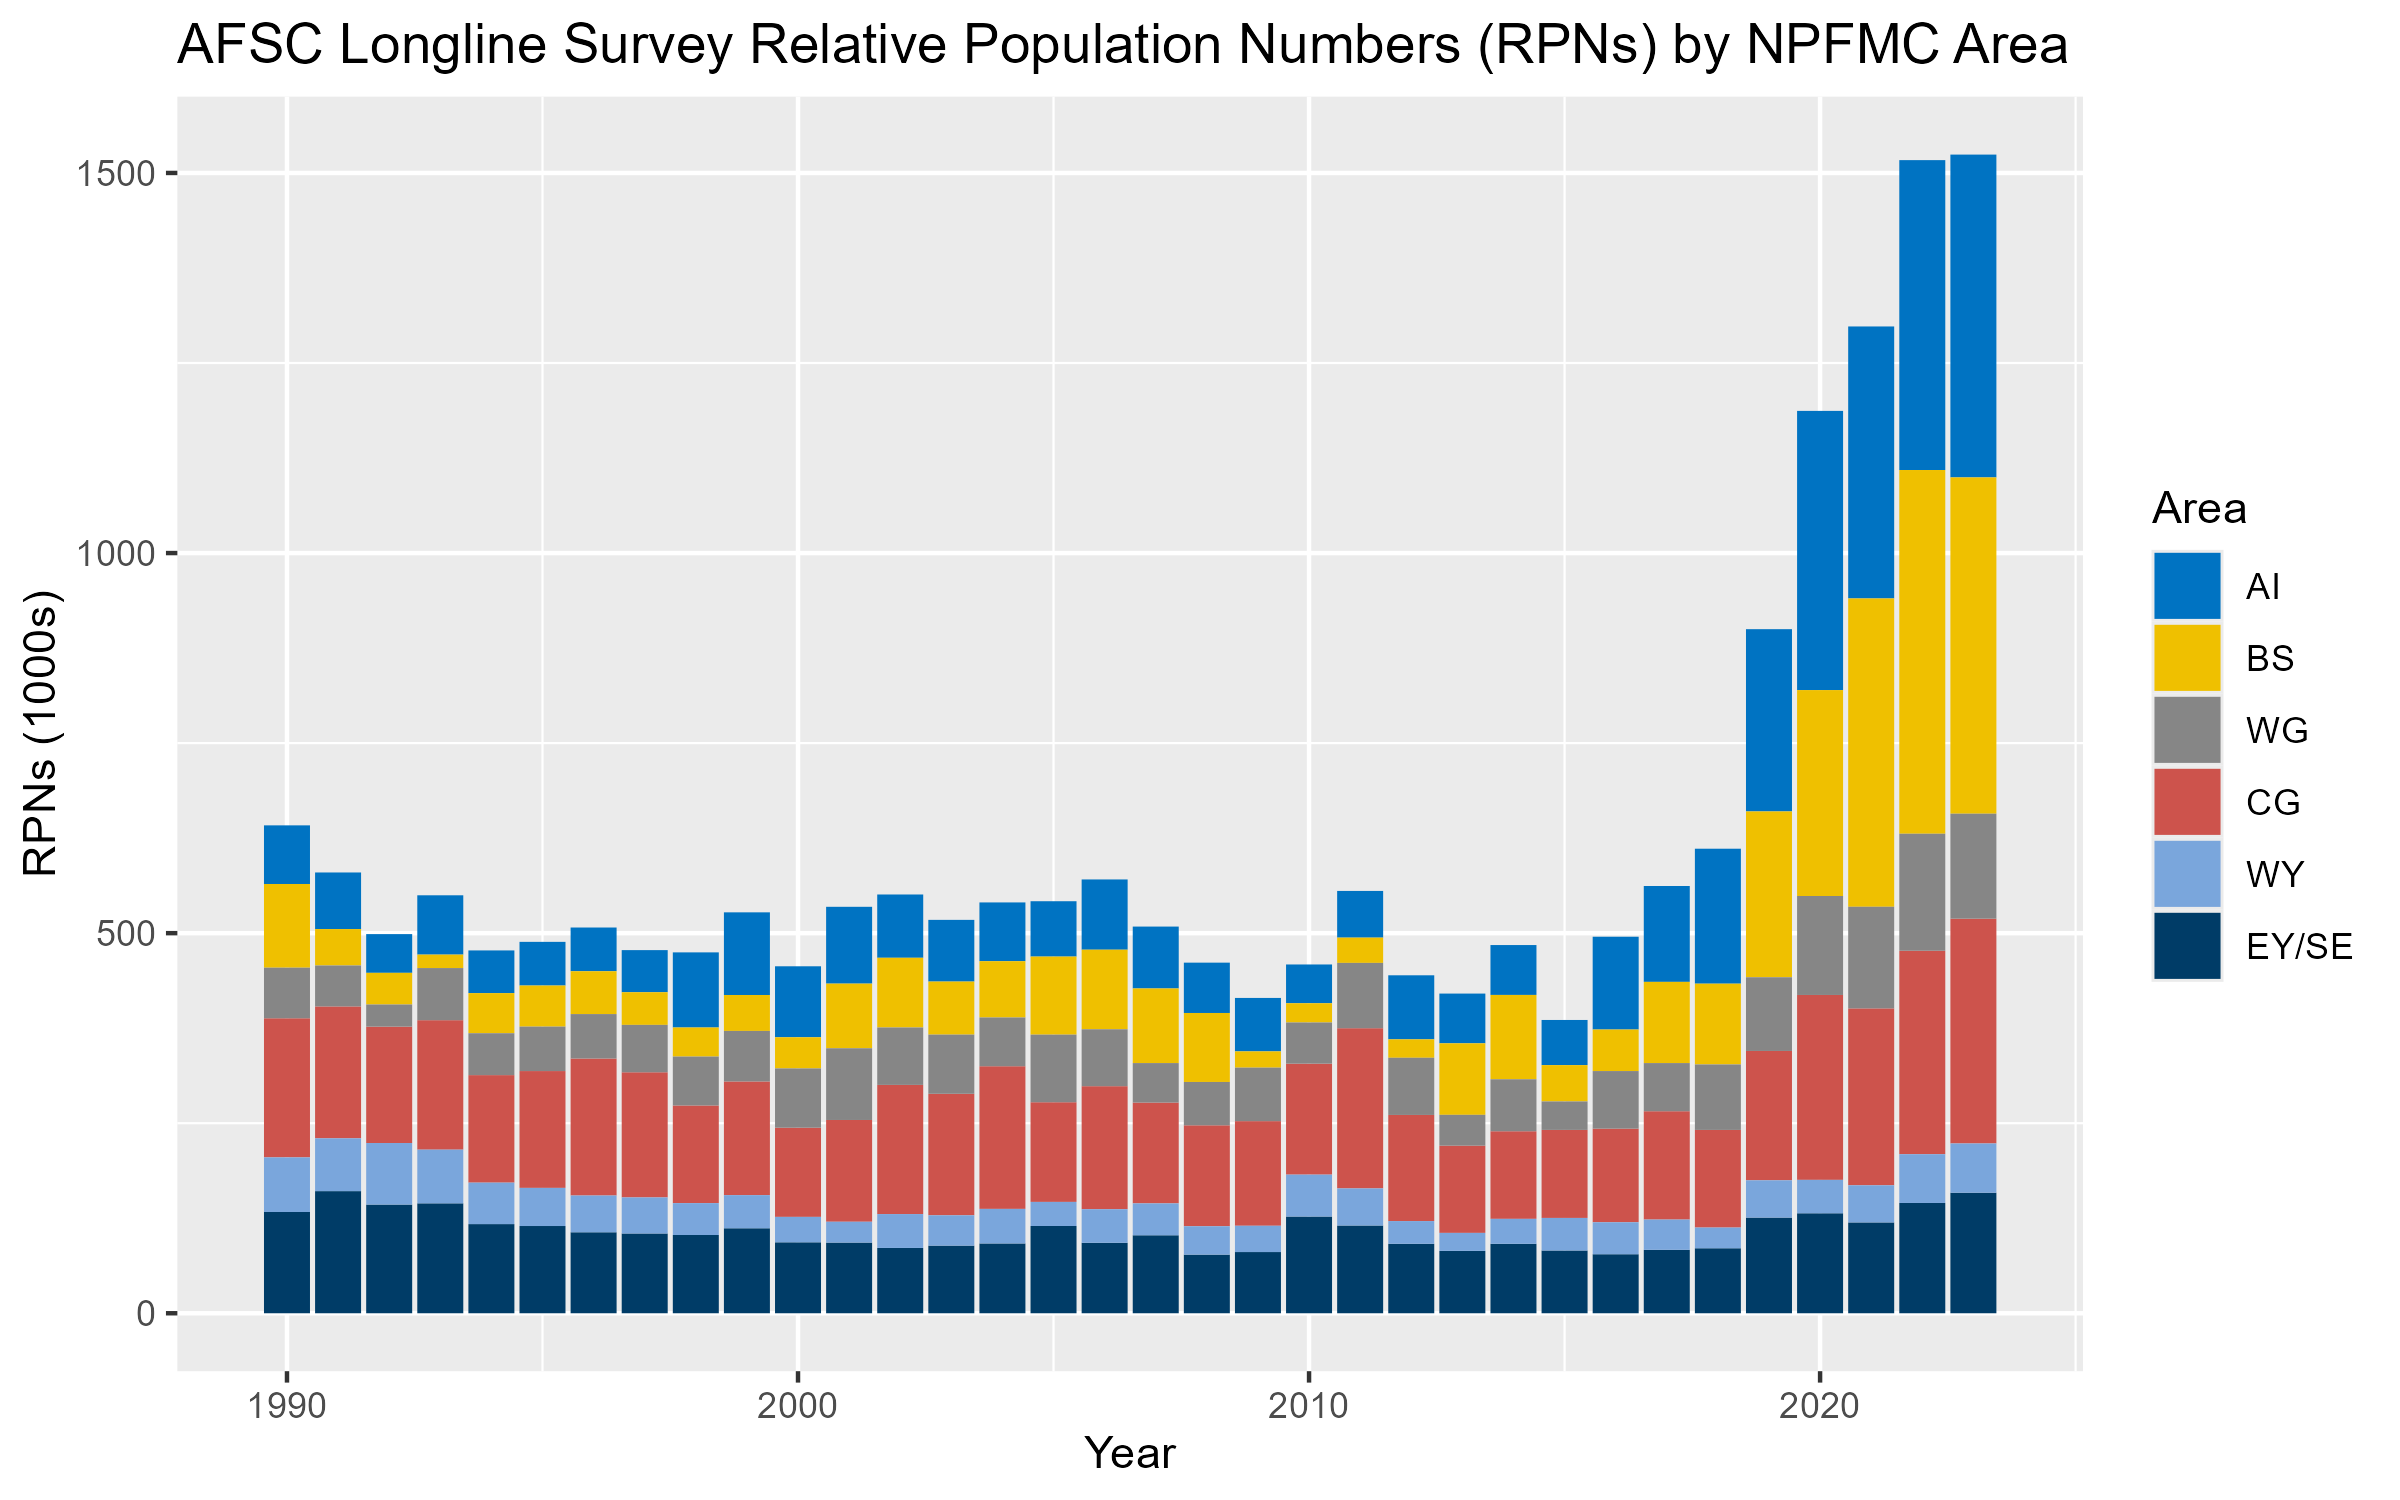 AFSC Longline Survey Relative Population Numbers (RPNs) by NPFMC Area
1500
1000
500
0
RPNs (1000s)
1990
2000
2010
2020
Year
Area
AI
BS
WG
CG
WY
EY/SE